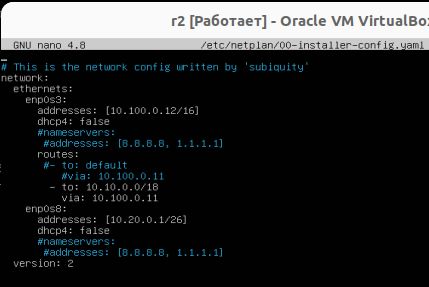 r2 [Работает] - Oracle VM VirtualBox
GNU nano 4.8 /etc/netplan/00-installer-config.yaml
# This is the network config written by 'subiquity'
network:
  ethernets:
    enp0s3:
      addresses: [10.100.0.12/16]
      dhcp4: false
      #nameservers:
       #addresses: [8.8.8.8, 1.1.1.1]
      routes:
       #- to: default
          #via: 10.100.0.11
        - to: 10.10.0.0/18
          via: 10.100.0.11
    enp0s8:
      addresses: [10.20.0.1/26]
      dhcp4: false
      #nameservers:
       #addresses: [8.8.8.8, 1.1.1.1]
  version: 2